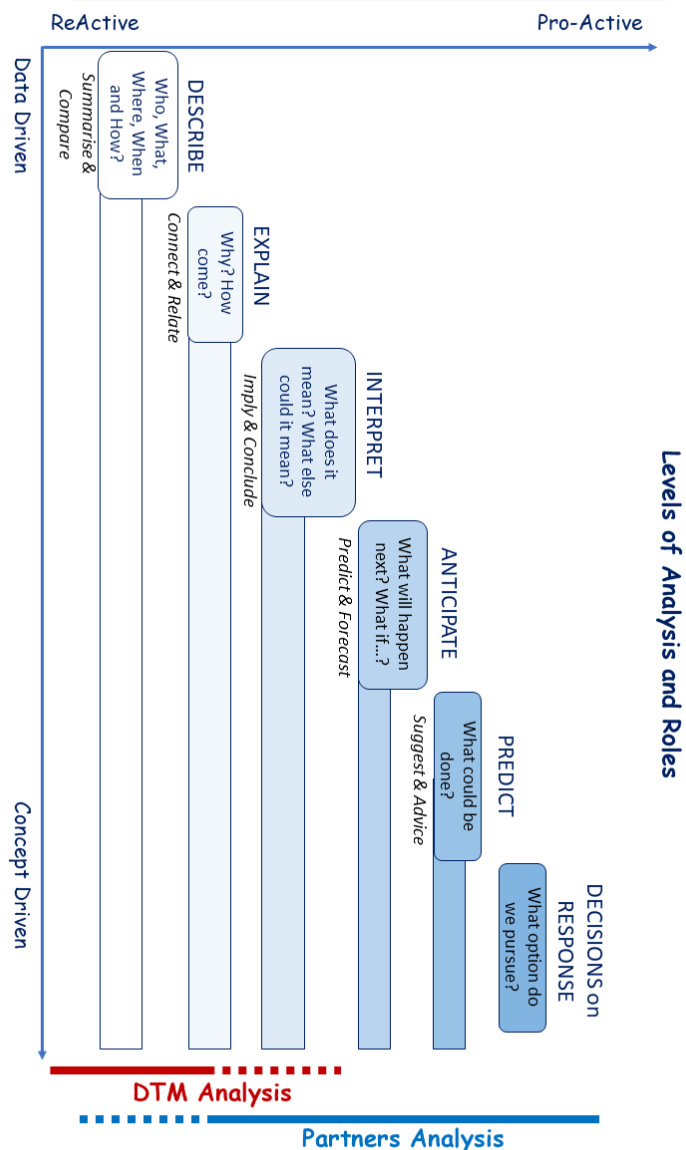 Levels of Analysis and Roles
ReActive
Pro-Active
Data Driven
Concept Driven
DESCRIBE
Who, What,
Where, When
and How?
Summarise &
Compare
EXPLAIN
Why? How
come?
Connect & Relate
INTERPRET
What does it
mean? What else
could it mean?
Imply & Conclude
ANTICIPATE
What will happen
next? What if...?
Predict & Forecast
PREDICT
What could be
done?
Suggest & Advice
DECISIONS on
RESPONSE
What option do
we pursue?
DTM Analysis
Partners Analysis